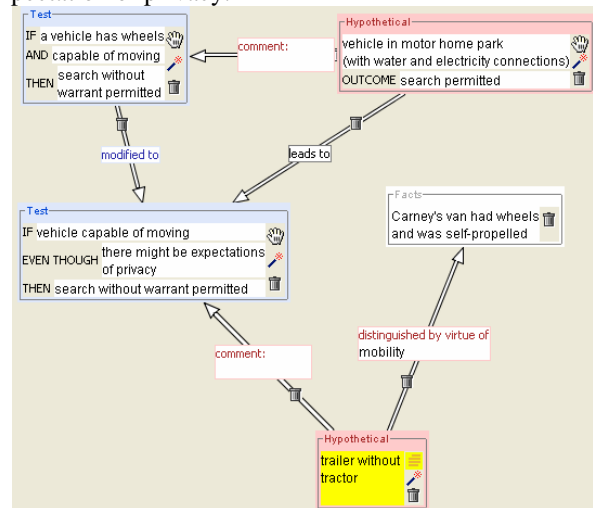 Test
IF a vehicle has wheels
AND capable of moving
THEN search without
warrant permitted
comment:
Hypothetical
vehicle in motor home park
(with water and electricity connections)
OUTCOME search permitted
modified to
leads to
Test
IF vehicle capable of moving
EVEN THOUGH there might be expectations
of privacy
THEN search without warrant permitted
Facts
Carney's van had wheels
and was self-propelled
comment:
distinguished by virtue of
mobility
Hypothetical
trailer without
tractor